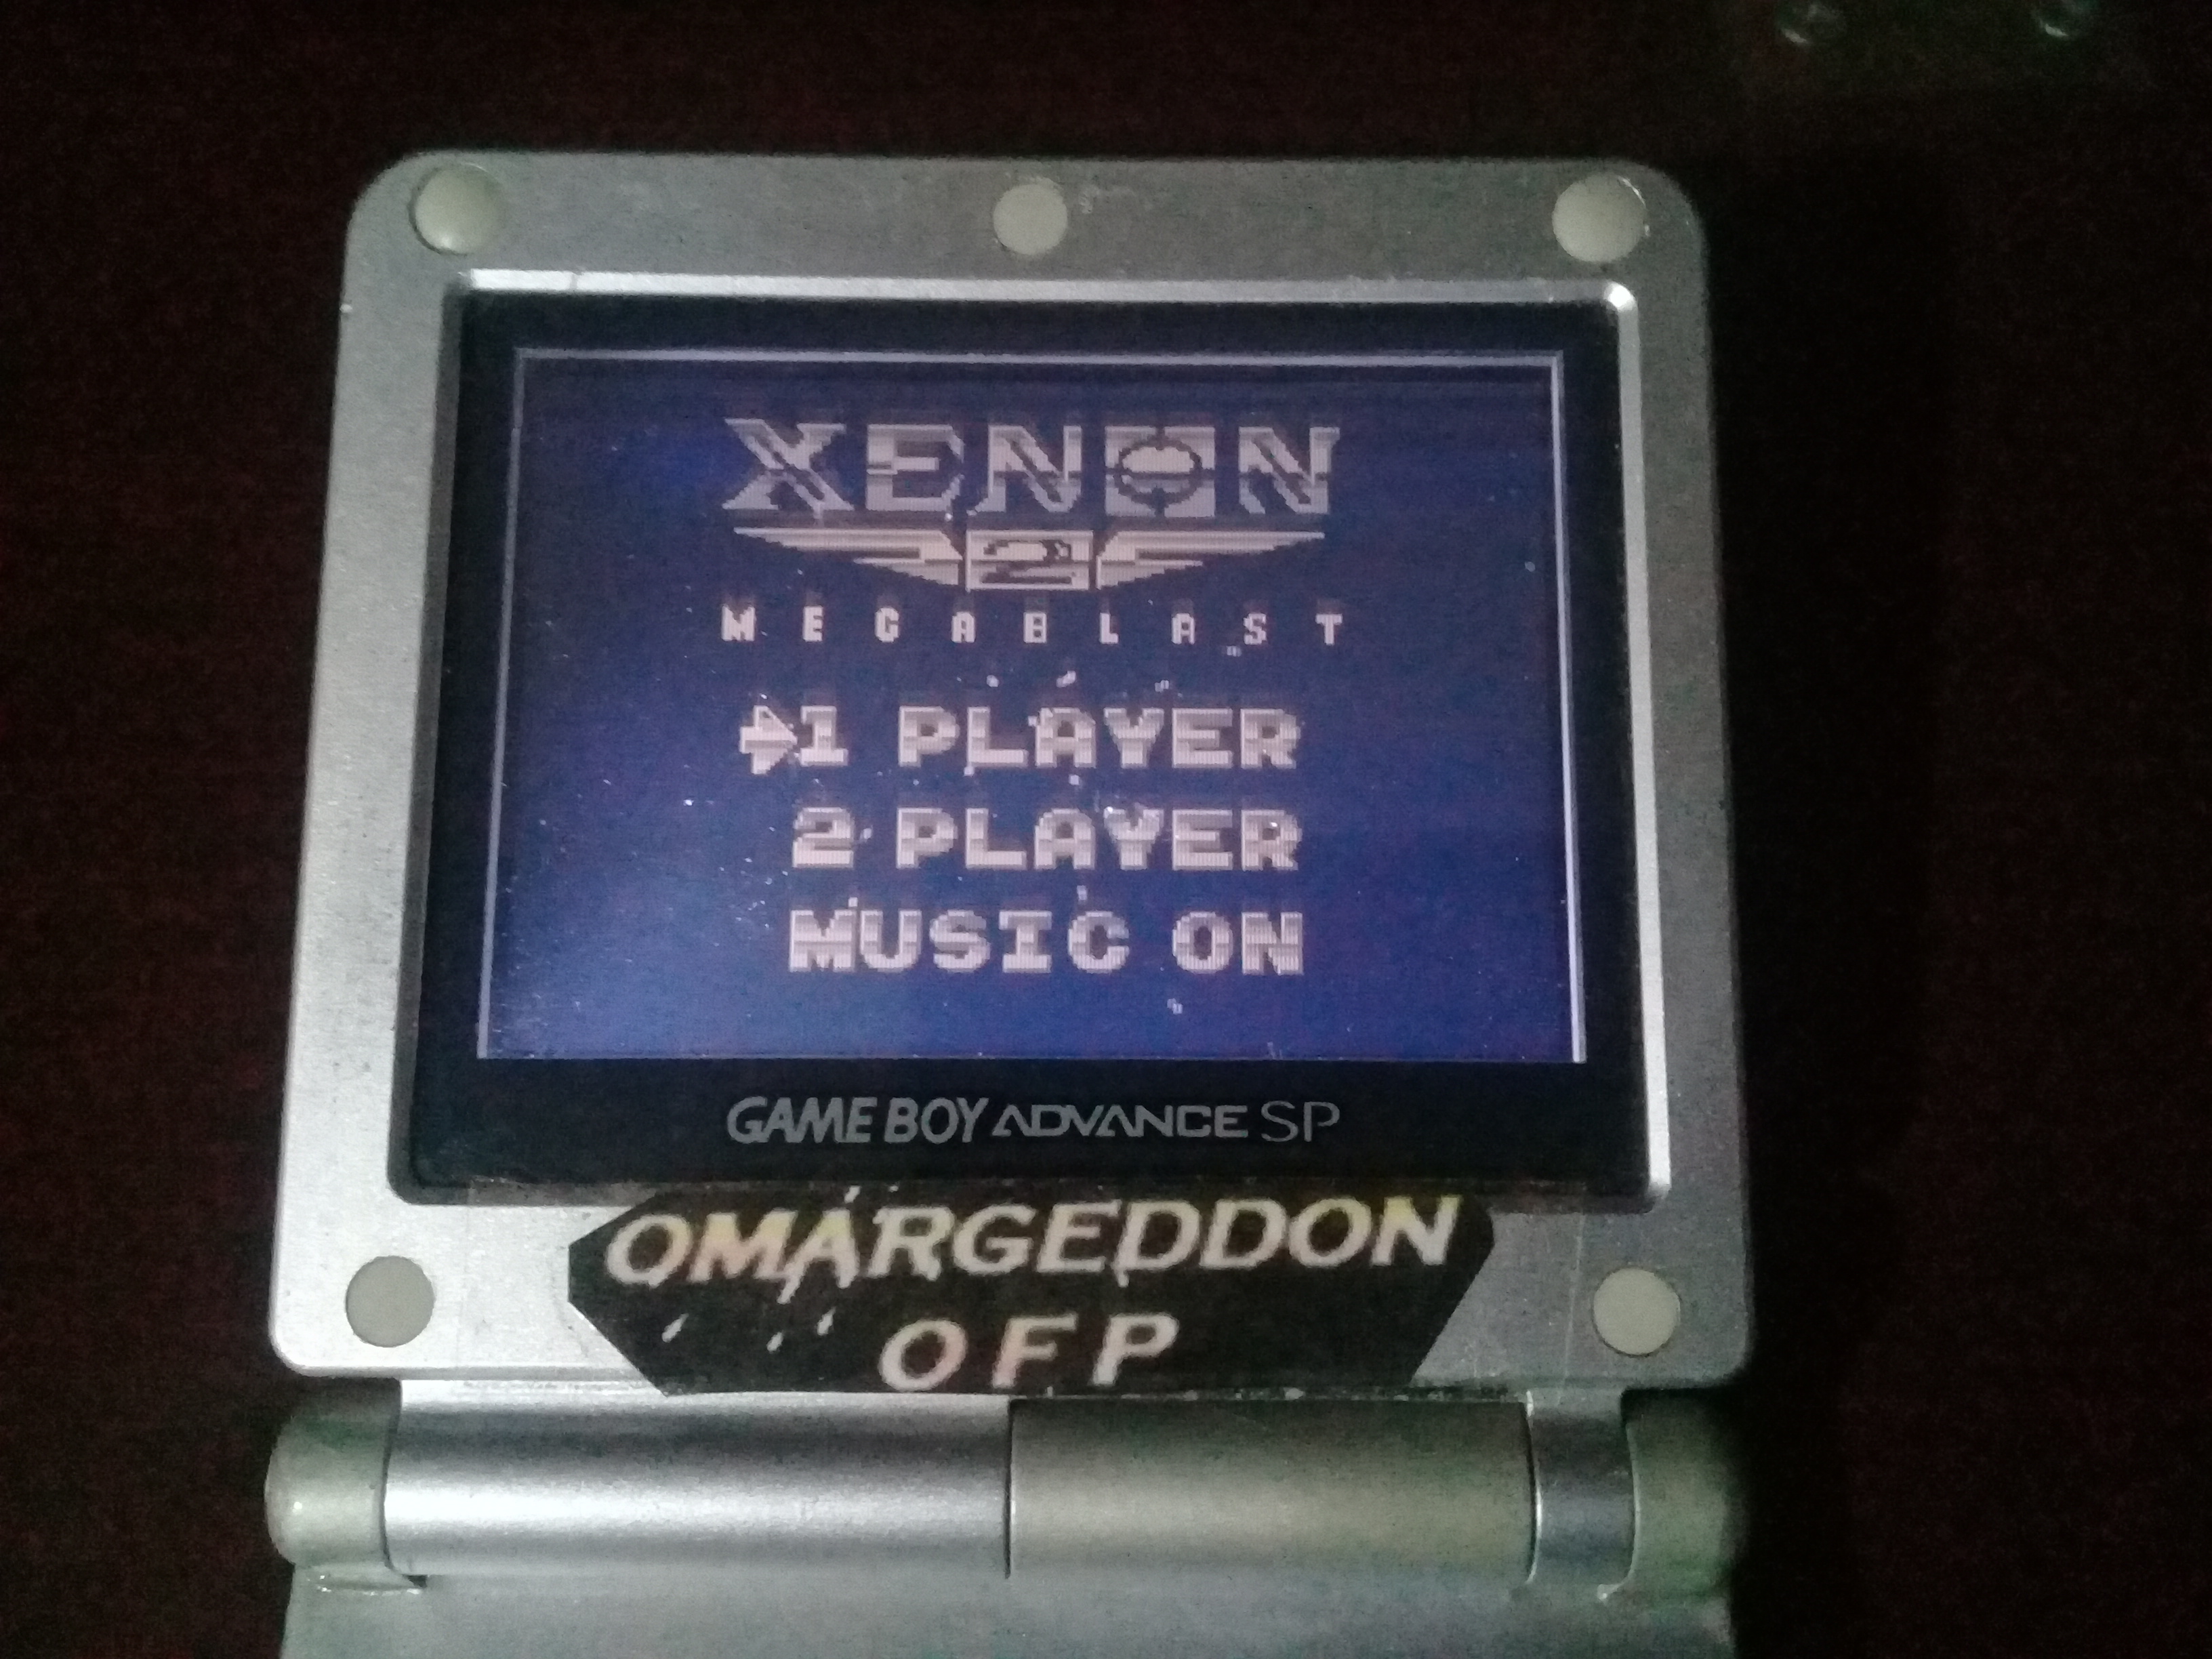 XENON
2
MEGABLAST
1 PLAYER
2 PLAYER
MUSIC ON
GAME BOY ADVANCE SP
OMARGEDDON
OFP